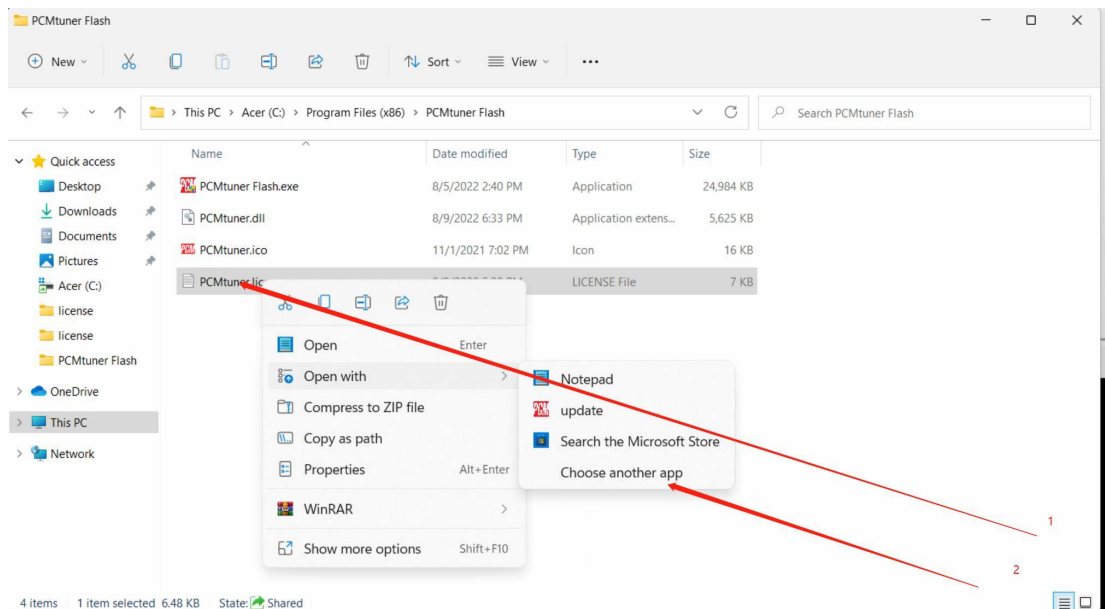 PCMtuner Flash
New
Sort
View
This PC > Acer (C:) > Program Files (x86) > PCMtuner Flash
Search PCMtuner Flash
Name Date modified Type Size
Quick access
Desktop
Downloads
Documents
Pictures
Acer (C:)
license
license
PCMtuner Flash
OneDrive
This PC
Network
PCMtuner Flash.exe 8/5/2022 2:40 PM Application 24,984 KB
PCMtuner.dll 8/9/2022 6:33 PM Application extens... 5,625 KB
PCMtuner.ico 11/1/2021 7:02 PM Icon 16 KB
LICENSE File 7 KB
Open Enter
Open with
Compress to ZIP file
Copy as path
Properties Alt+Enter
WinRAR
Show more options Shift+F10
Notepad
update
Search the Microsoft Store
Choose another app
1
2
4 items 1 item selected 6.48 KB State: Shared